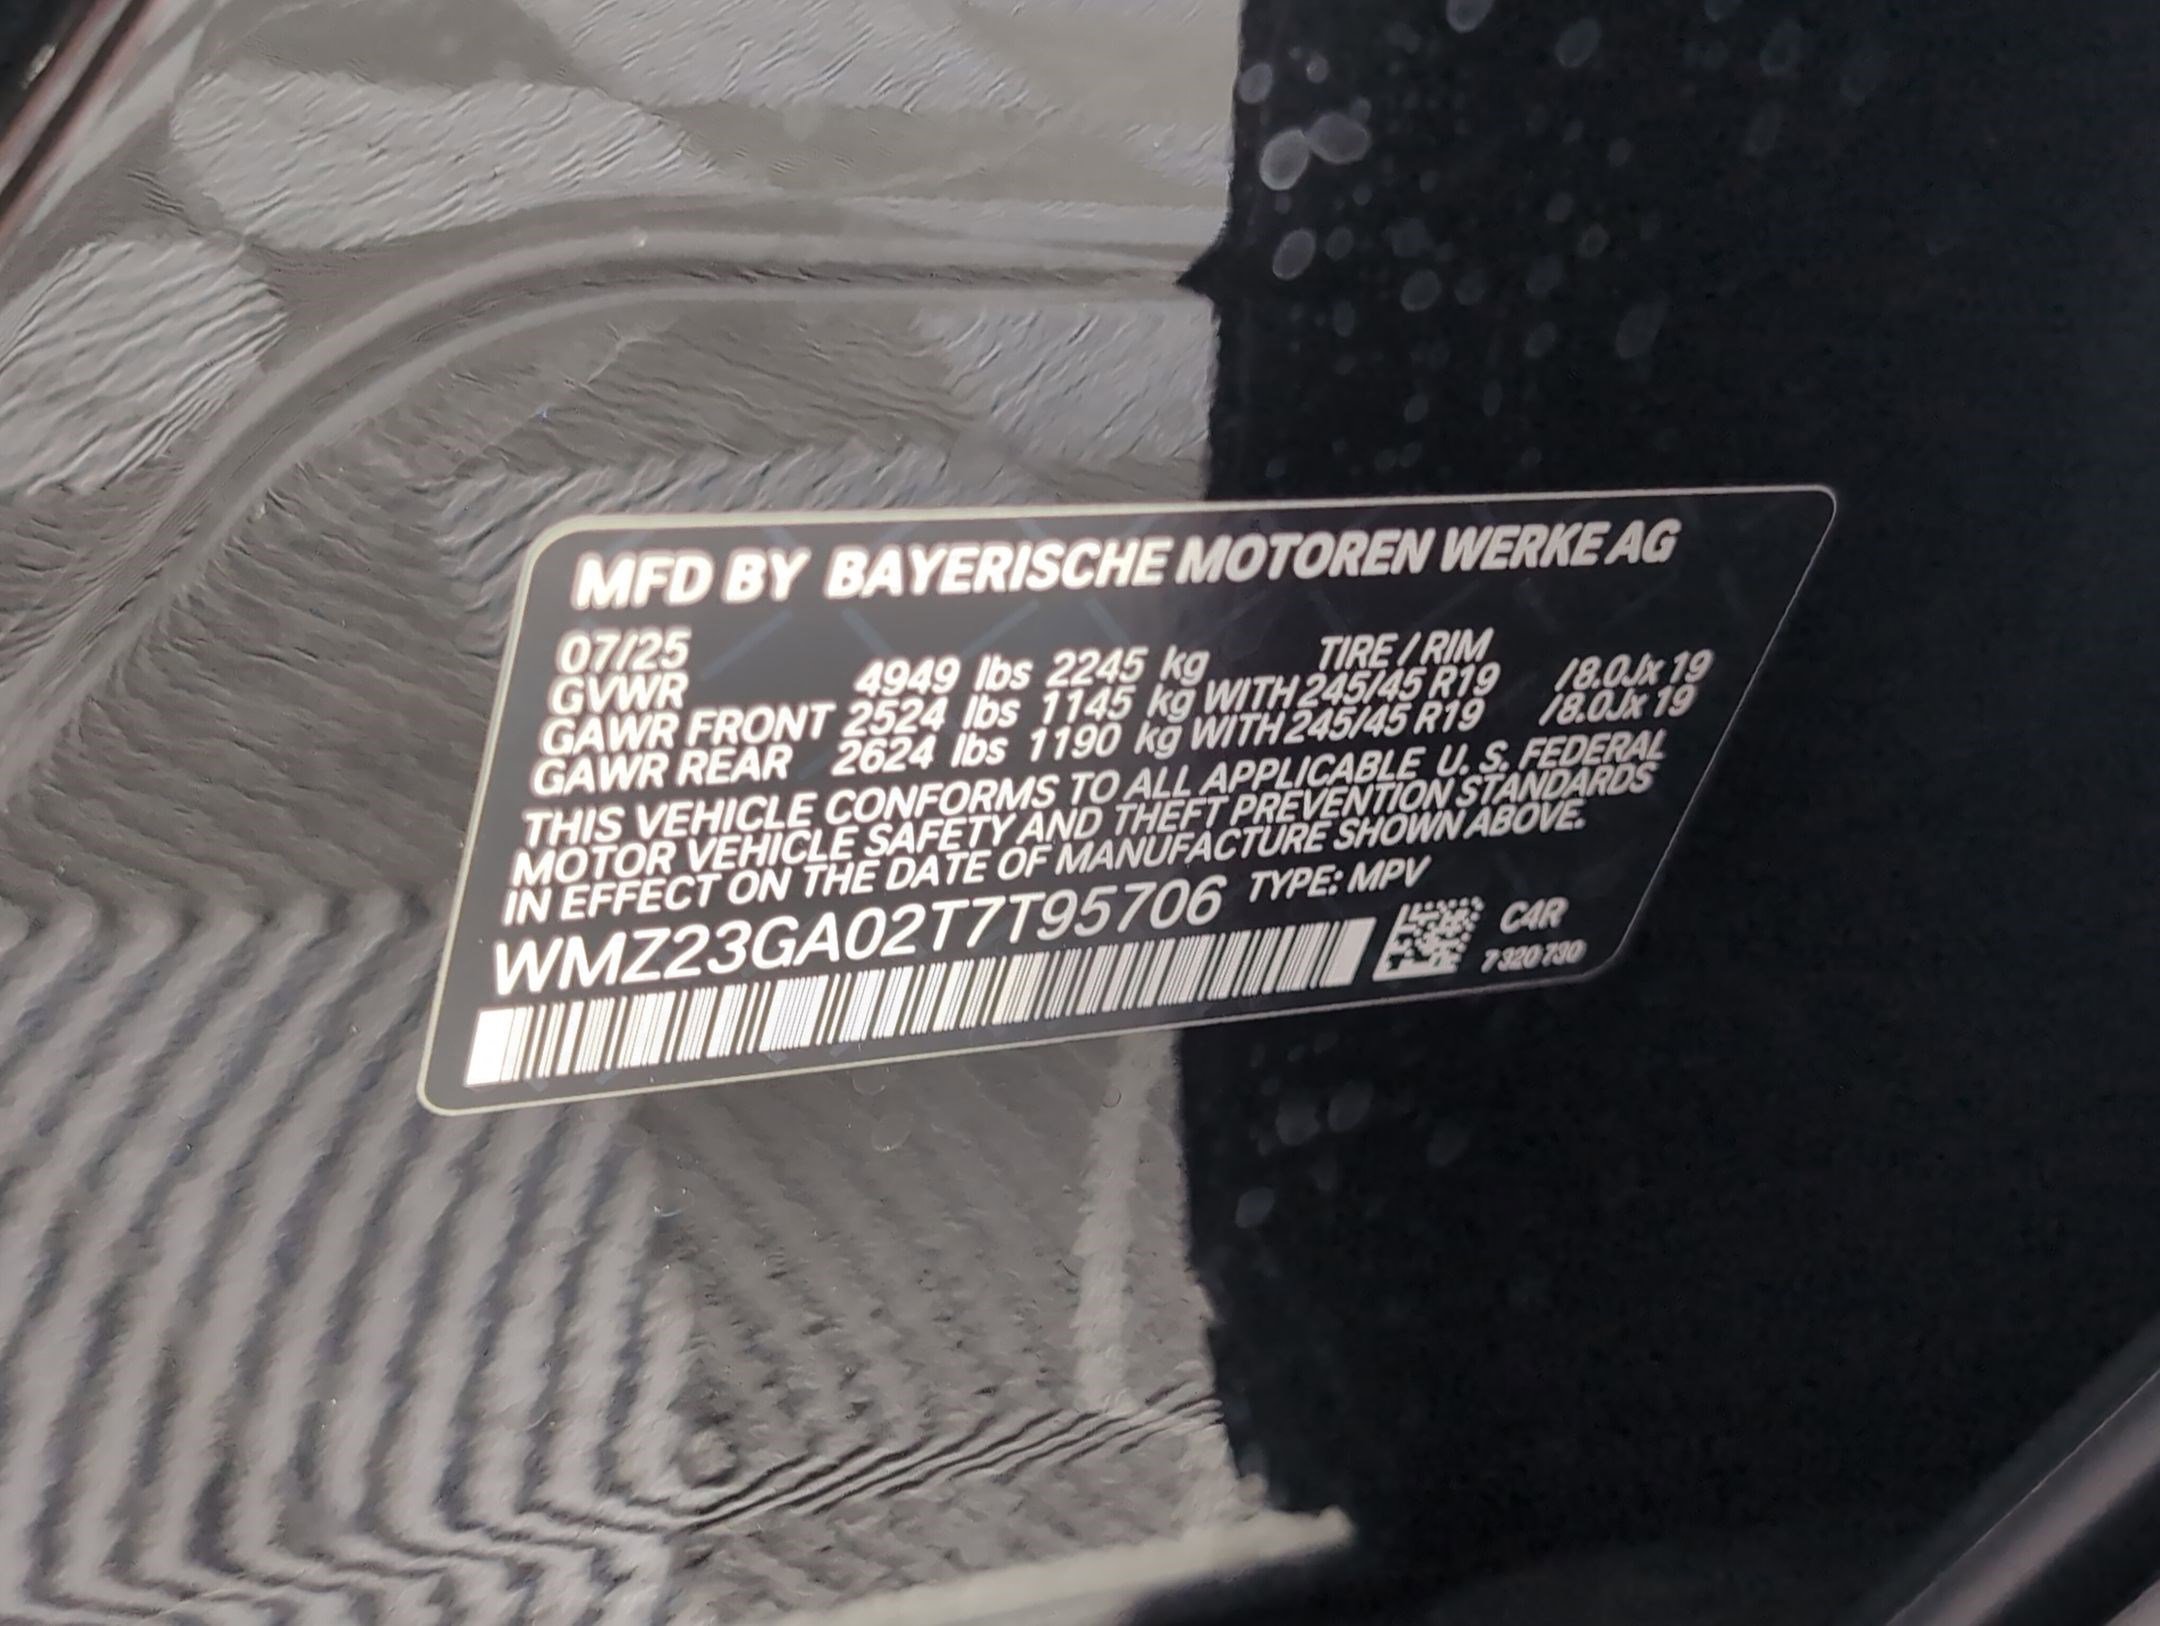 MFD BY BAYERISCHE MOTOREN WERKE AG
07/25 TIRE / RIM
GVWR 4949 lbs 2245 kg
GAWR FRONT 2524 lbs 1145 kg WITH 245/45 R19 /8.0Jx 19
GAWR REAR 2624 lbs 1190 kg WITH 245/45 R19 /8.0Jx 19
THIS VEHICLE CONFORMS TO ALL APPLICABLE U. S. FEDERAL
MOTOR VEHICLE SAFETY AND THEFT PREVENTION STANDARDS
IN EFFECT ON THE DATE OF MANUFACTURE SHOWN ABOVE.
WMZ23GA02T7T95706 TYPE: MPV
C4R
7 320 730